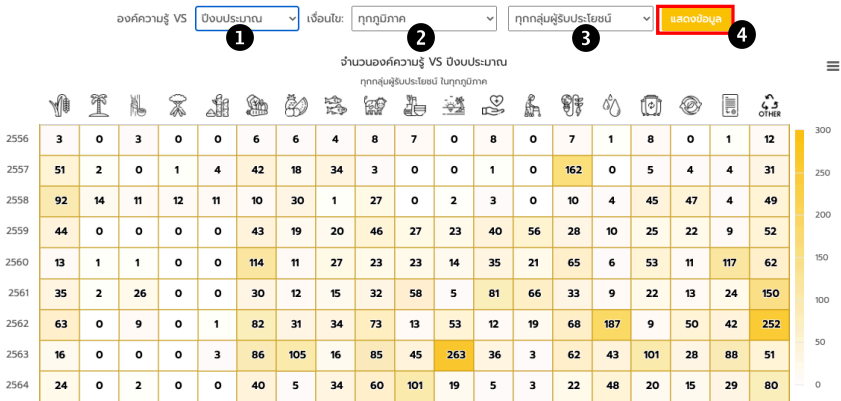 องค์ความรู้ VS ปีงบประมาณ เงื่อนไข: ทุกภูมิภาค ทุกกลุ่มผู้รับประโยชน์ แสดงข้อมูล
1 2 3 4
จำนวนองค์ความรู้ VS ปีงบประมาณ
ทุกกลุ่มผู้รับประโยชน์ ในทุกภูมิภาค
OTHER
2556 3 0 3 0 0 6 6 4 8 7 0 8 0 7 1 8 0 1 12
2557 51 2 0 1 4 42 18 34 3 0 0 1 0 162 0 5 4 4 31
2558 92 14 11 12 11 10 30 1 27 0 2 3 0 10 4 45 47 4 49
2559 44 0 0 0 0 43 19 20 46 27 23 40 56 28 10 25 22 9 52
2560 13 1 1 0 0 114 11 27 23 23 14 35 21 65 6 53 11 117 62
2561 35 2 26 0 0 30 12 15 32 58 5 81 66 33 9 22 13 24 150
2562 63 0 9 0 1 82 31 34 73 13 53 12 19 68 187 9 50 42 252
2563 16 0 0 0 3 86 105 16 85 45 263 36 3 62 43 101 28 88 51
2564 24 0 2 0 0 40 5 34 60 101 19 5 3 22 48 20 15 29 80
300
250
200
150
100
50
0